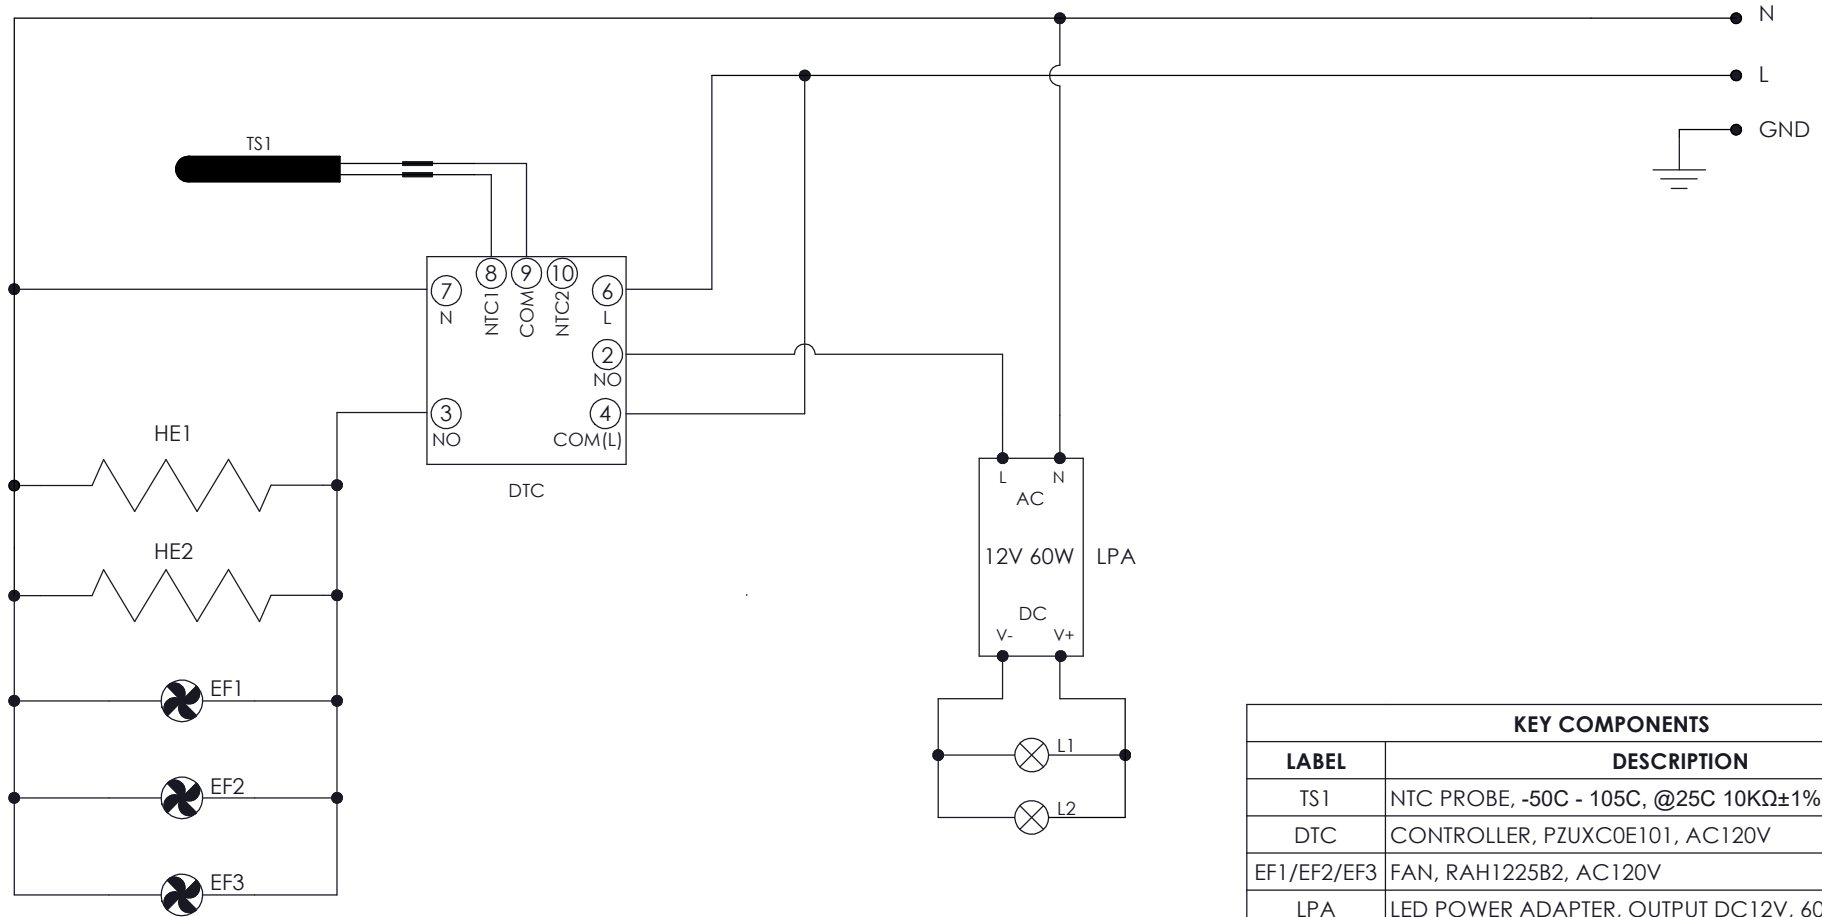 N
L
GND
TS1
8 9 10
7 6
N NTC1 COM NTC2 L
2
NO
3 4
NO COM(L)
DTC
HE1
HE2
L N
AC
12V 60W LPA
DC
V- V+
EF1
EF2
EF3
L1
L2
KEY COMPONENTS
LABEL DESCRIPTION
TS1 NTC PROBE, -50C - 105C, @25C 10KΩ±1%
DTC CONTROLLER, PZUXC0E101, AC120V
EF1/EF2/EF3 FAN, RAH1225B2, AC120V
LPA LED POWER ADAPTER, OUTPUT DC12V, 60